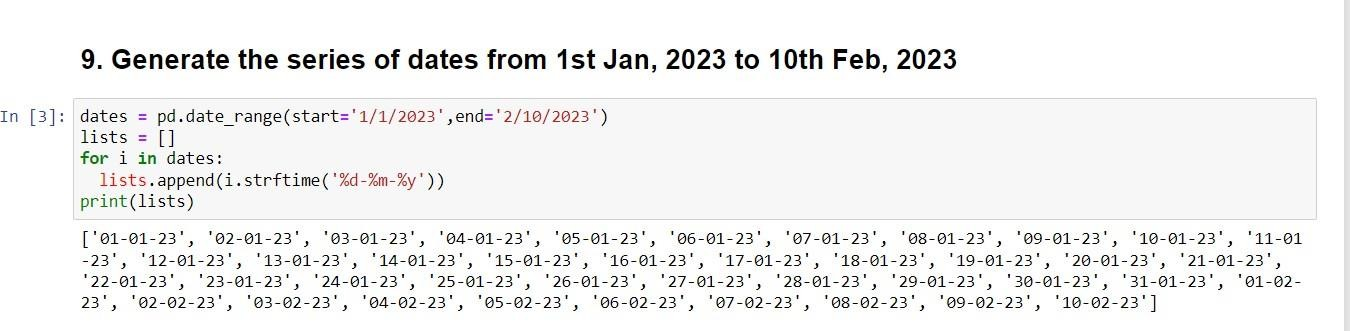 9. Generate the series of dates from 1st Jan, 2023 to 10th Feb, 2023
In [3]: dates = pd.date_range(start='1/1/2023',end='2/10/2023')
lists = []
for i in dates:
  lists.append(i.strftime('%d-%m-%y'))
print(lists)
['01-01-23', '02-01-23', '03-01-23', '04-01-23', '05-01-23', '06-01-23', '07-01-23', '08-01-23', '09-01-23', '10-01-23', '11-01
-23', '12-01-23', '13-01-23', '14-01-23', '15-01-23', '16-01-23', '17-01-23', '18-01-23', '19-01-23', '20-01-23', '21-01-23',
'22-01-23', '23-01-23', '24-01-23', '25-01-23', '26-01-23', '27-01-23', '28-01-23', '29-01-23', '30-01-23', '31-01-23', '01-02-
23', '02-02-23', '03-02-23', '04-02-23', '05-02-23', '06-02-23', '07-02-23', '08-02-23', '09-02-23', '10-02-23']